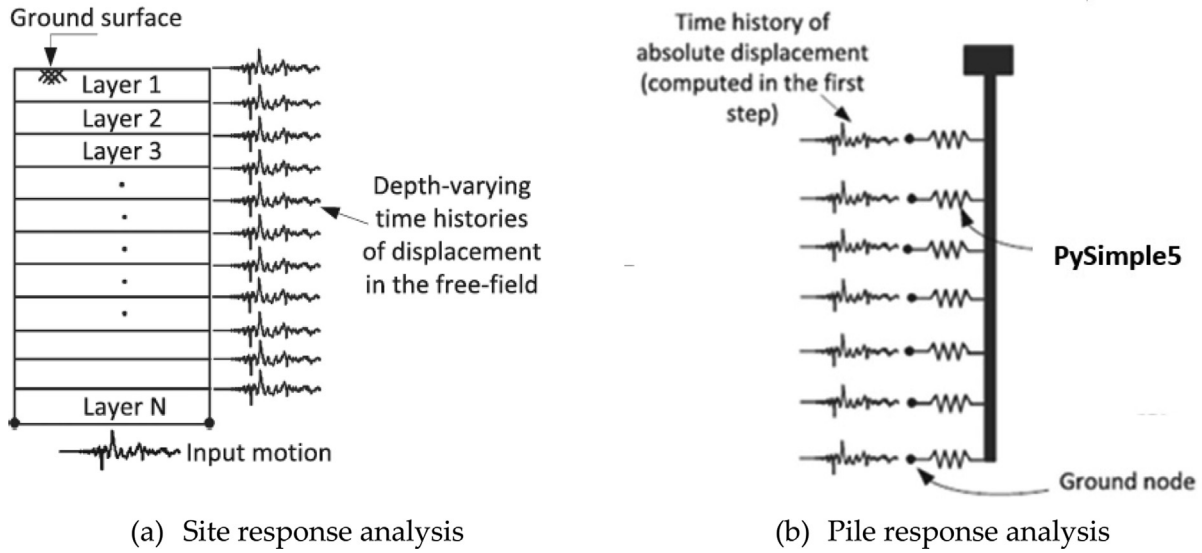 Ground surface
Layer 1
Layer 2
Layer 3
Layer N
Depth-varying
time histories
of displacement
in the free-field
Input motion
(a) Site response analysis
Time history of
absolute displacement
(computed in the first
step)
PySimple5
Ground node
(b) Pile response analysis